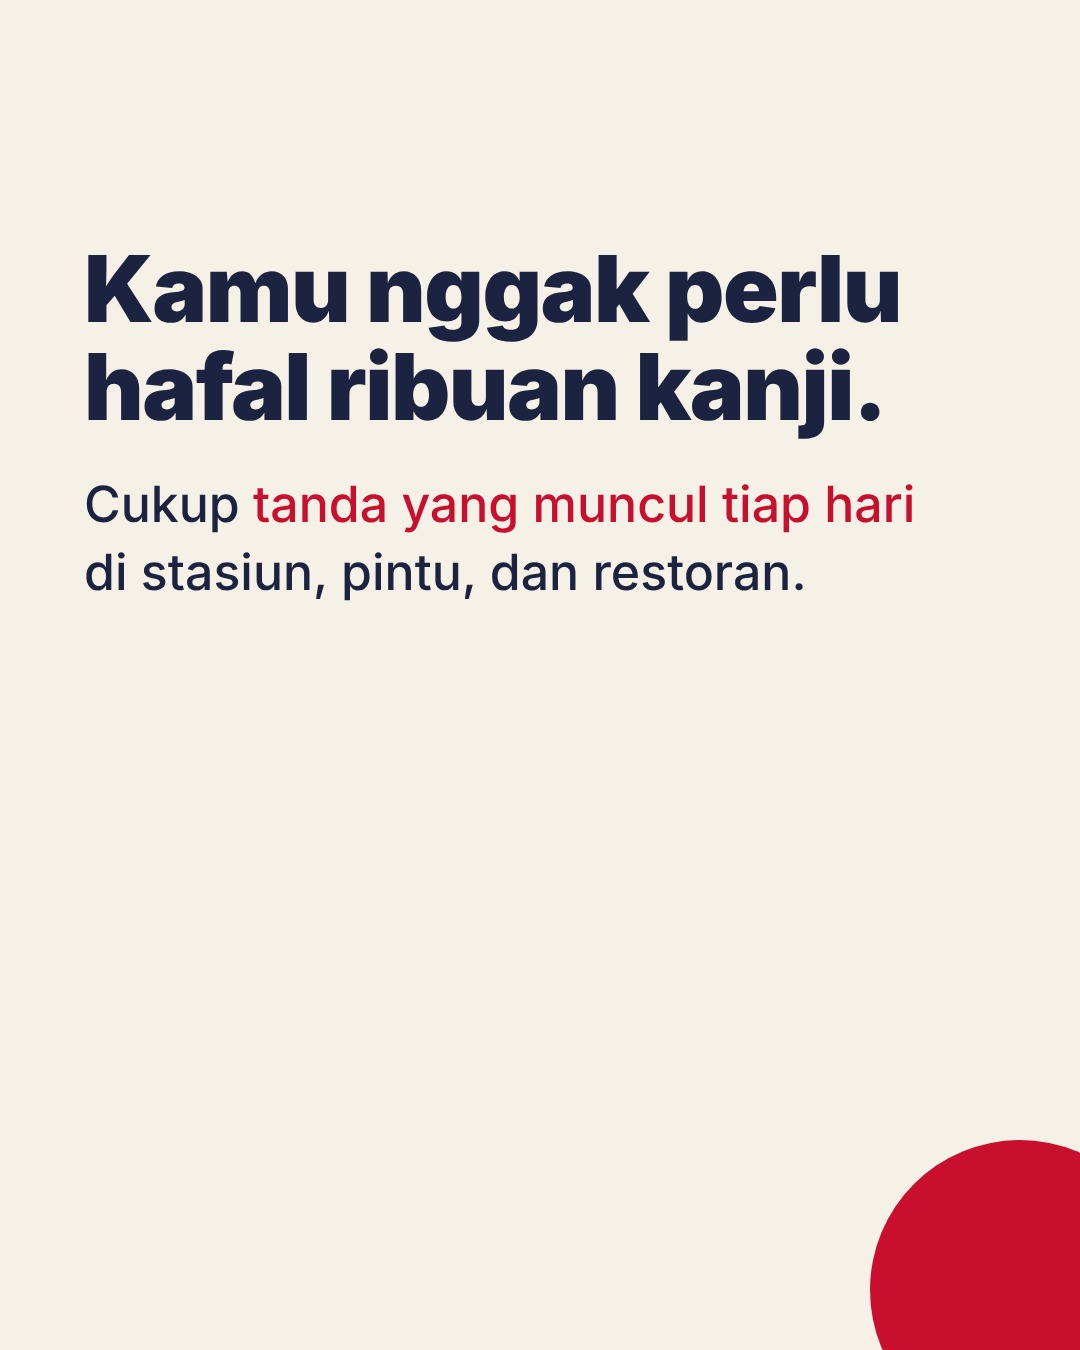 Kamu nggak perlu
hafal ribuan kanji.
Cukup tanda yang muncul tiap hari
di stasiun, pintu, dan restoran.